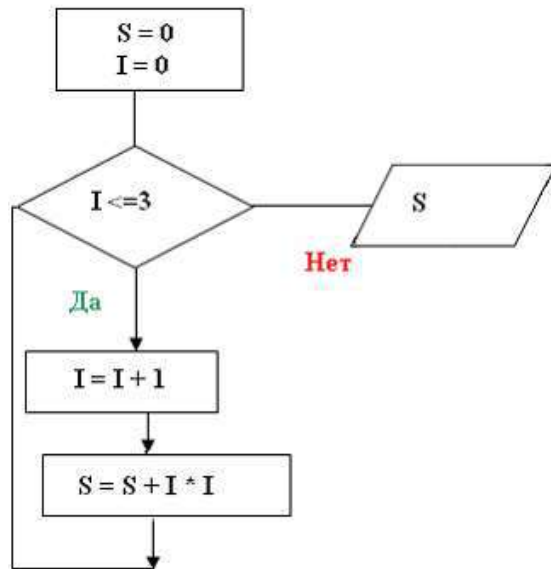 S = 0
I = 0
I <=3
S
Нет
Да
I = I + 1
S = S + I * I